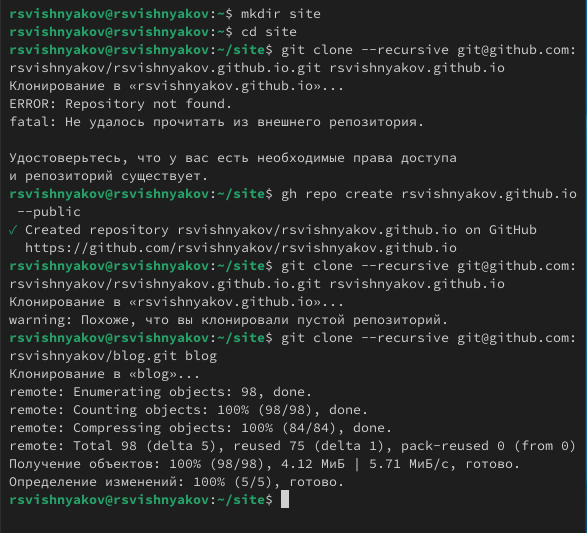 rsvishnyakov@rsvishnyakov:~$ mkdir site
rsvishnyakov@rsvishnyakov:~$ cd site
rsvishnyakov@rsvishnyakov:~/site$ git clone --recursive git@github.com:
rsvishnyakov/rsvishnyakov.github.io.git rsvishnyakov.github.io
Клонирование в «rsvishnyakov.github.io»...
ERROR: Repository not found.
fatal: Не удалось прочитать из внешнего репозитория.

Удостоверьтесь, что у вас есть необходимые права доступа
и репозиторий существует.
rsvishnyakov@rsvishnyakov:~/site$ gh repo create rsvishnyakov.github.io
 --public
✓ Created repository rsvishnyakov/rsvishnyakov.github.io on GitHub
  https://github.com/rsvishnyakov/rsvishnyakov.github.io
rsvishnyakov@rsvishnyakov:~/site$ git clone --recursive git@github.com:
rsvishnyakov/rsvishnyakov.github.io.git rsvishnyakov.github.io
Клонирование в «rsvishnyakov.github.io»...
warning: Похоже, что вы клонировали пустой репозиторий.
rsvishnyakov@rsvishnyakov:~/site$ git clone --recursive git@github.com:
rsvishnyakov/blog.git blog
Клонирование в «blog»...
remote: Enumerating objects: 98, done.
remote: Counting objects: 100% (98/98), done.
remote: Compressing objects: 100% (84/84), done.
remote: Total 98 (delta 5), reused 75 (delta 1), pack-reused 0 (from 0)
Получение объектов: 100% (98/98), 4.12 МиБ | 5.71 МиБ/с, готово.
Определение изменений: 100% (5/5), готово.
rsvishnyakov@rsvishnyakov:~/site$